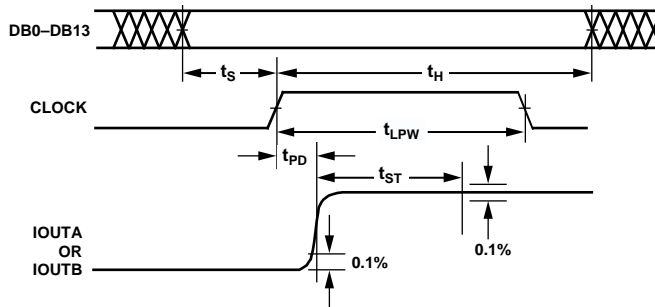 DB0–DB13
tS
tH
CLOCK
tLPW
tPD
tST
IOUTA
OR
IOUTB
0.1%
0.1%